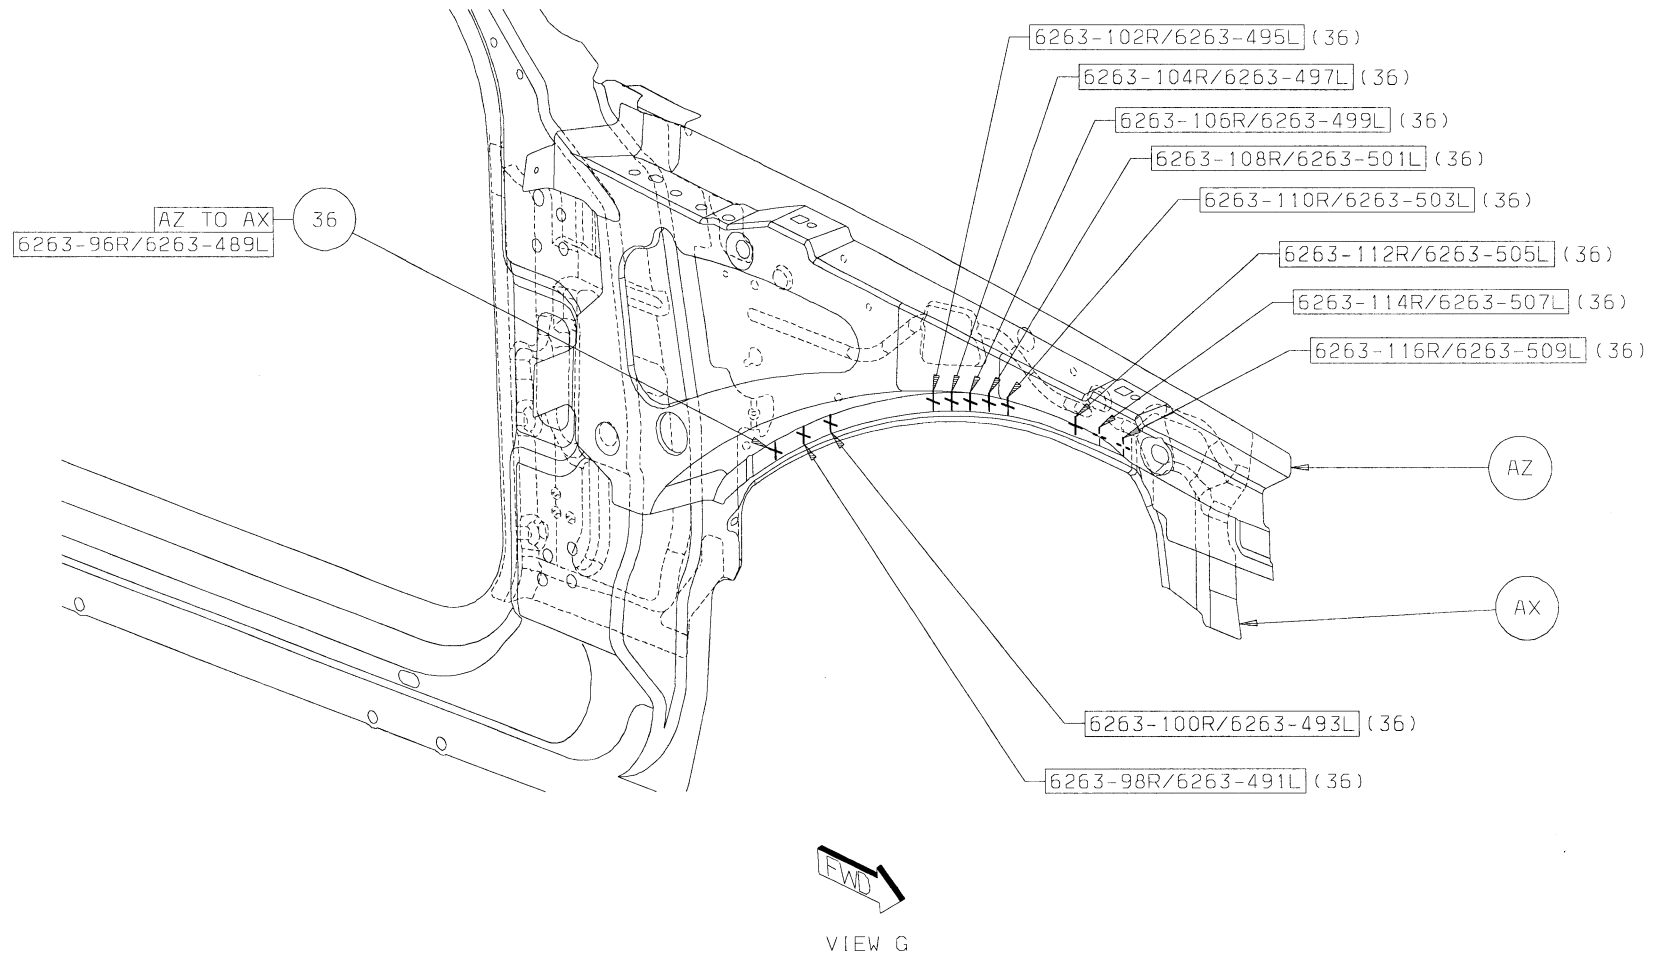 6263-102R/6263-495L (36)
6263-104R/6263-497L (36)
6263-106R/6263-499L (36)
6263-108R/6263-501L (36)
6263-110R/6263-503L (36)
AZ TO AX 36
6263-96R/6263-489L
6263-112R/6263-505L (36)
6263-114R/6263-507L (36)
6263-116R/6263-509L (36)
AZ
AX
6263-100R/6263-493L (36)
6263-98R/6263-491L (36)
FWD
VIEW G